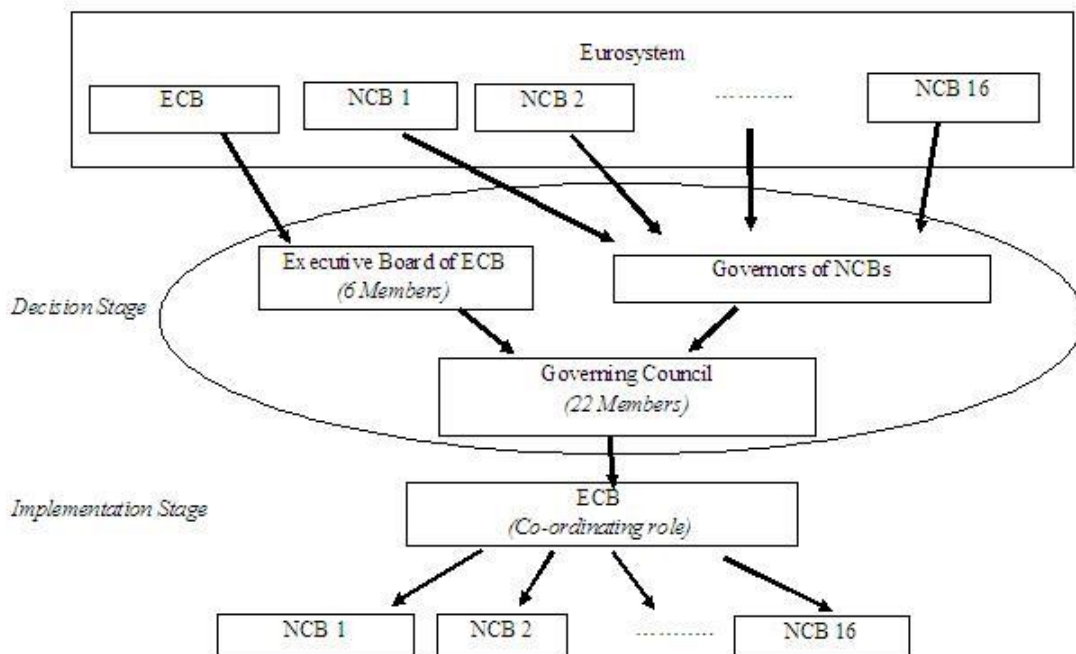 Eurosystem
ECB
NCB 1
NCB 2
..............
NCB 16
Executive Board of ECB
(6 Members)
Governors of NCBs
Decision Stage
Governing Council
(22 Members)
ECB
(Co-ordinating role)
Implementation Stage
NCB 1
NCB 2
..............
NCB 16